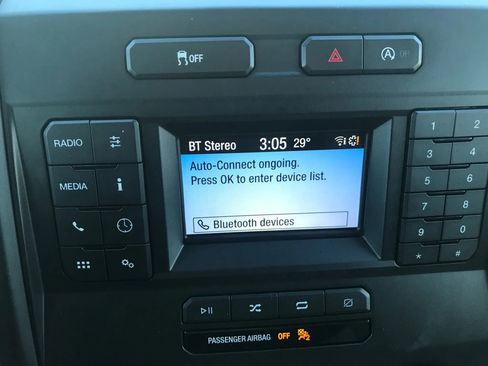 OFF
A OFF
BT Stereo 3:05 29°
Auto-Connect ongoing.
Press OK to enter device list.
Bluetooth devices
RADIO
MEDIA i
1 2
3 4
5 6
7 8
9 0
* #
PASSENGER AIRBAG OFF 2